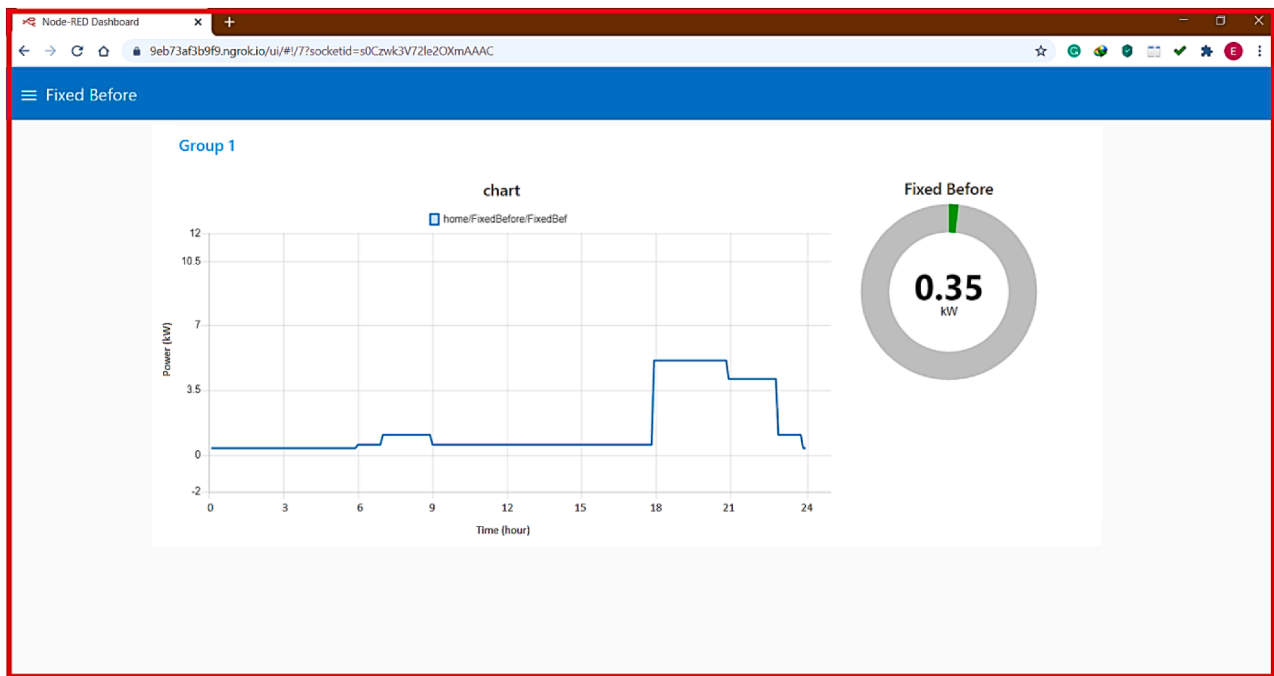 Node-RED Dashboard
9eb73af3b9f9.ngrok.io/ui/#!/7?socketid=s0Czwk3V72le2OXmAAAC
E
Fixed Before
Group 1
chart
home/FixedBefore/FixedBef
12
10.5
7
3.5
0
-2
Power (kW)
0 3 6 9 12 15 18 21 24
Time (hour)
Fixed Before
0.35
kW